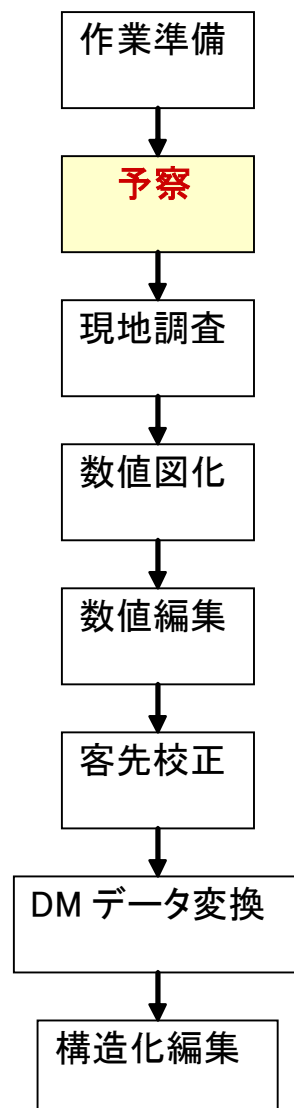 作業準備
予察
現地調査
数値図化
数値編集
客先校正
DM データ変換
構造化編集